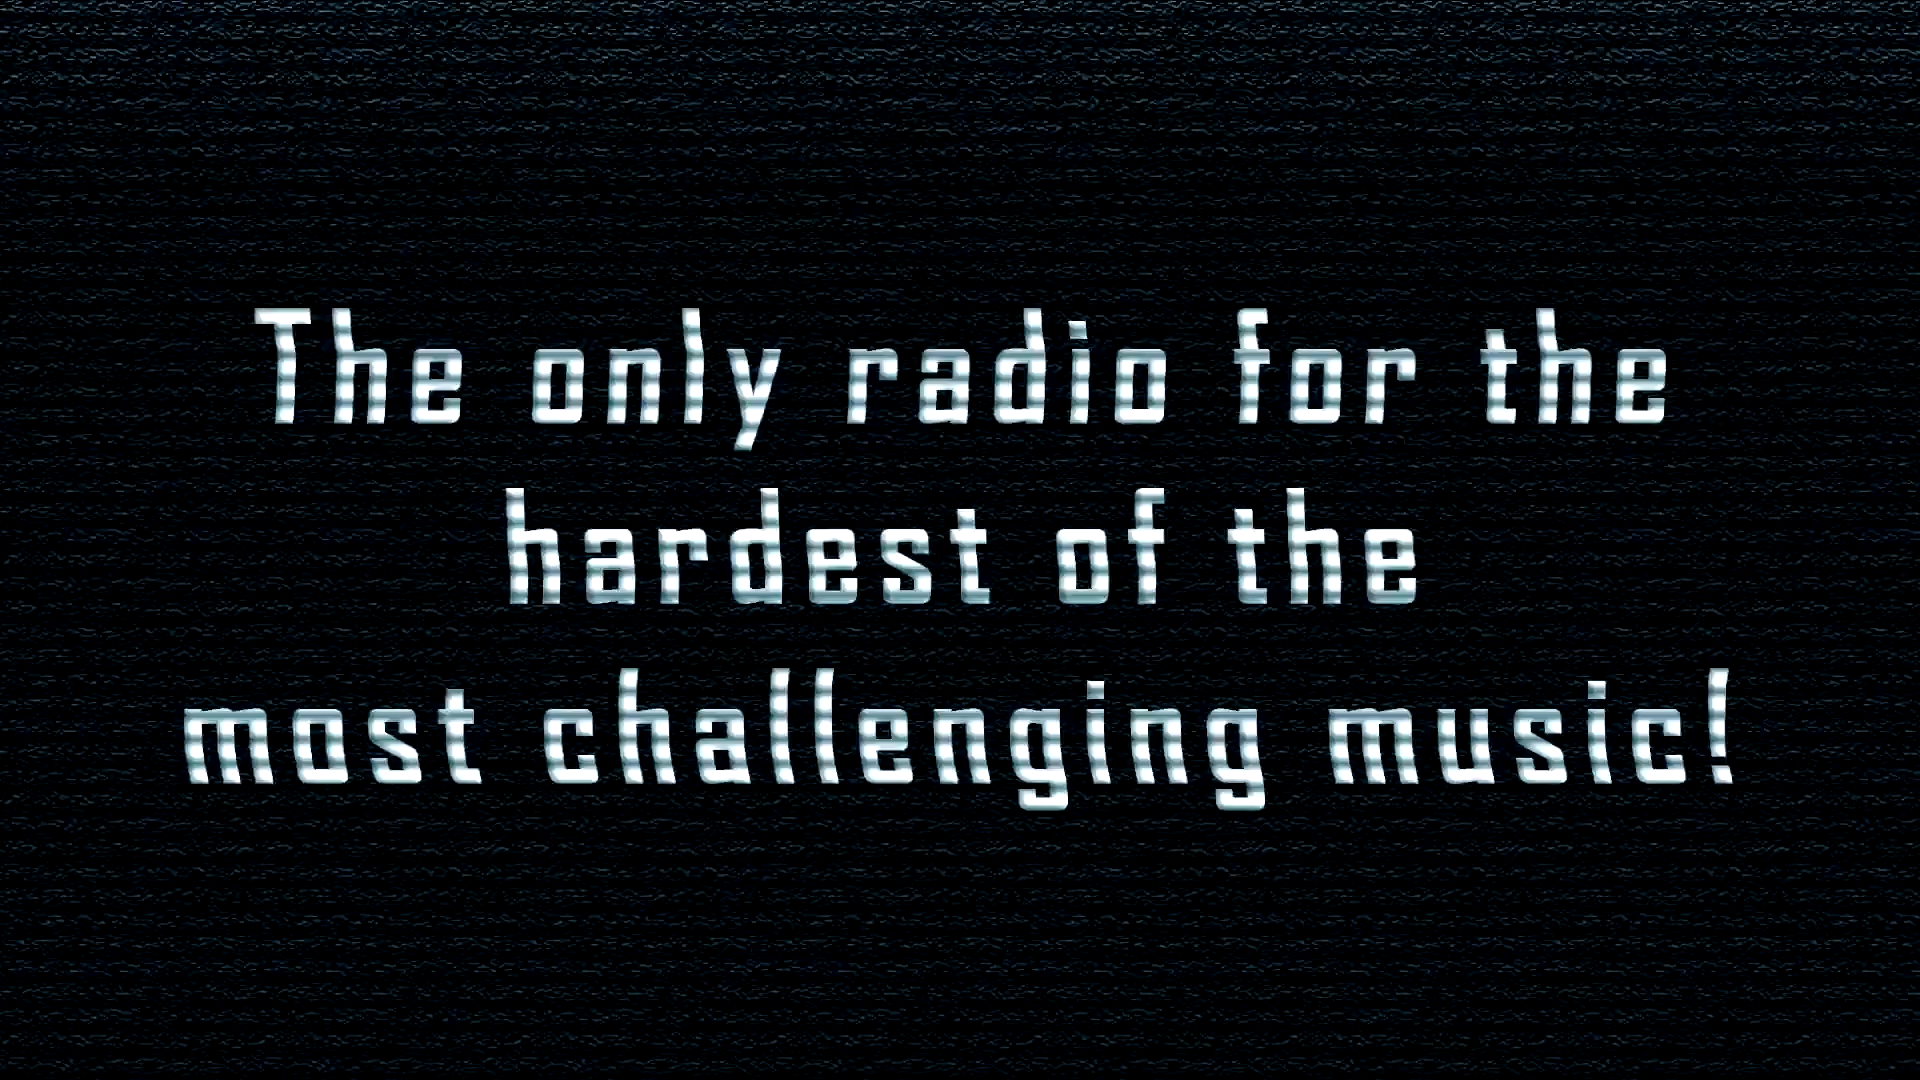 The only radio for the
hardest of the
most challenging music!